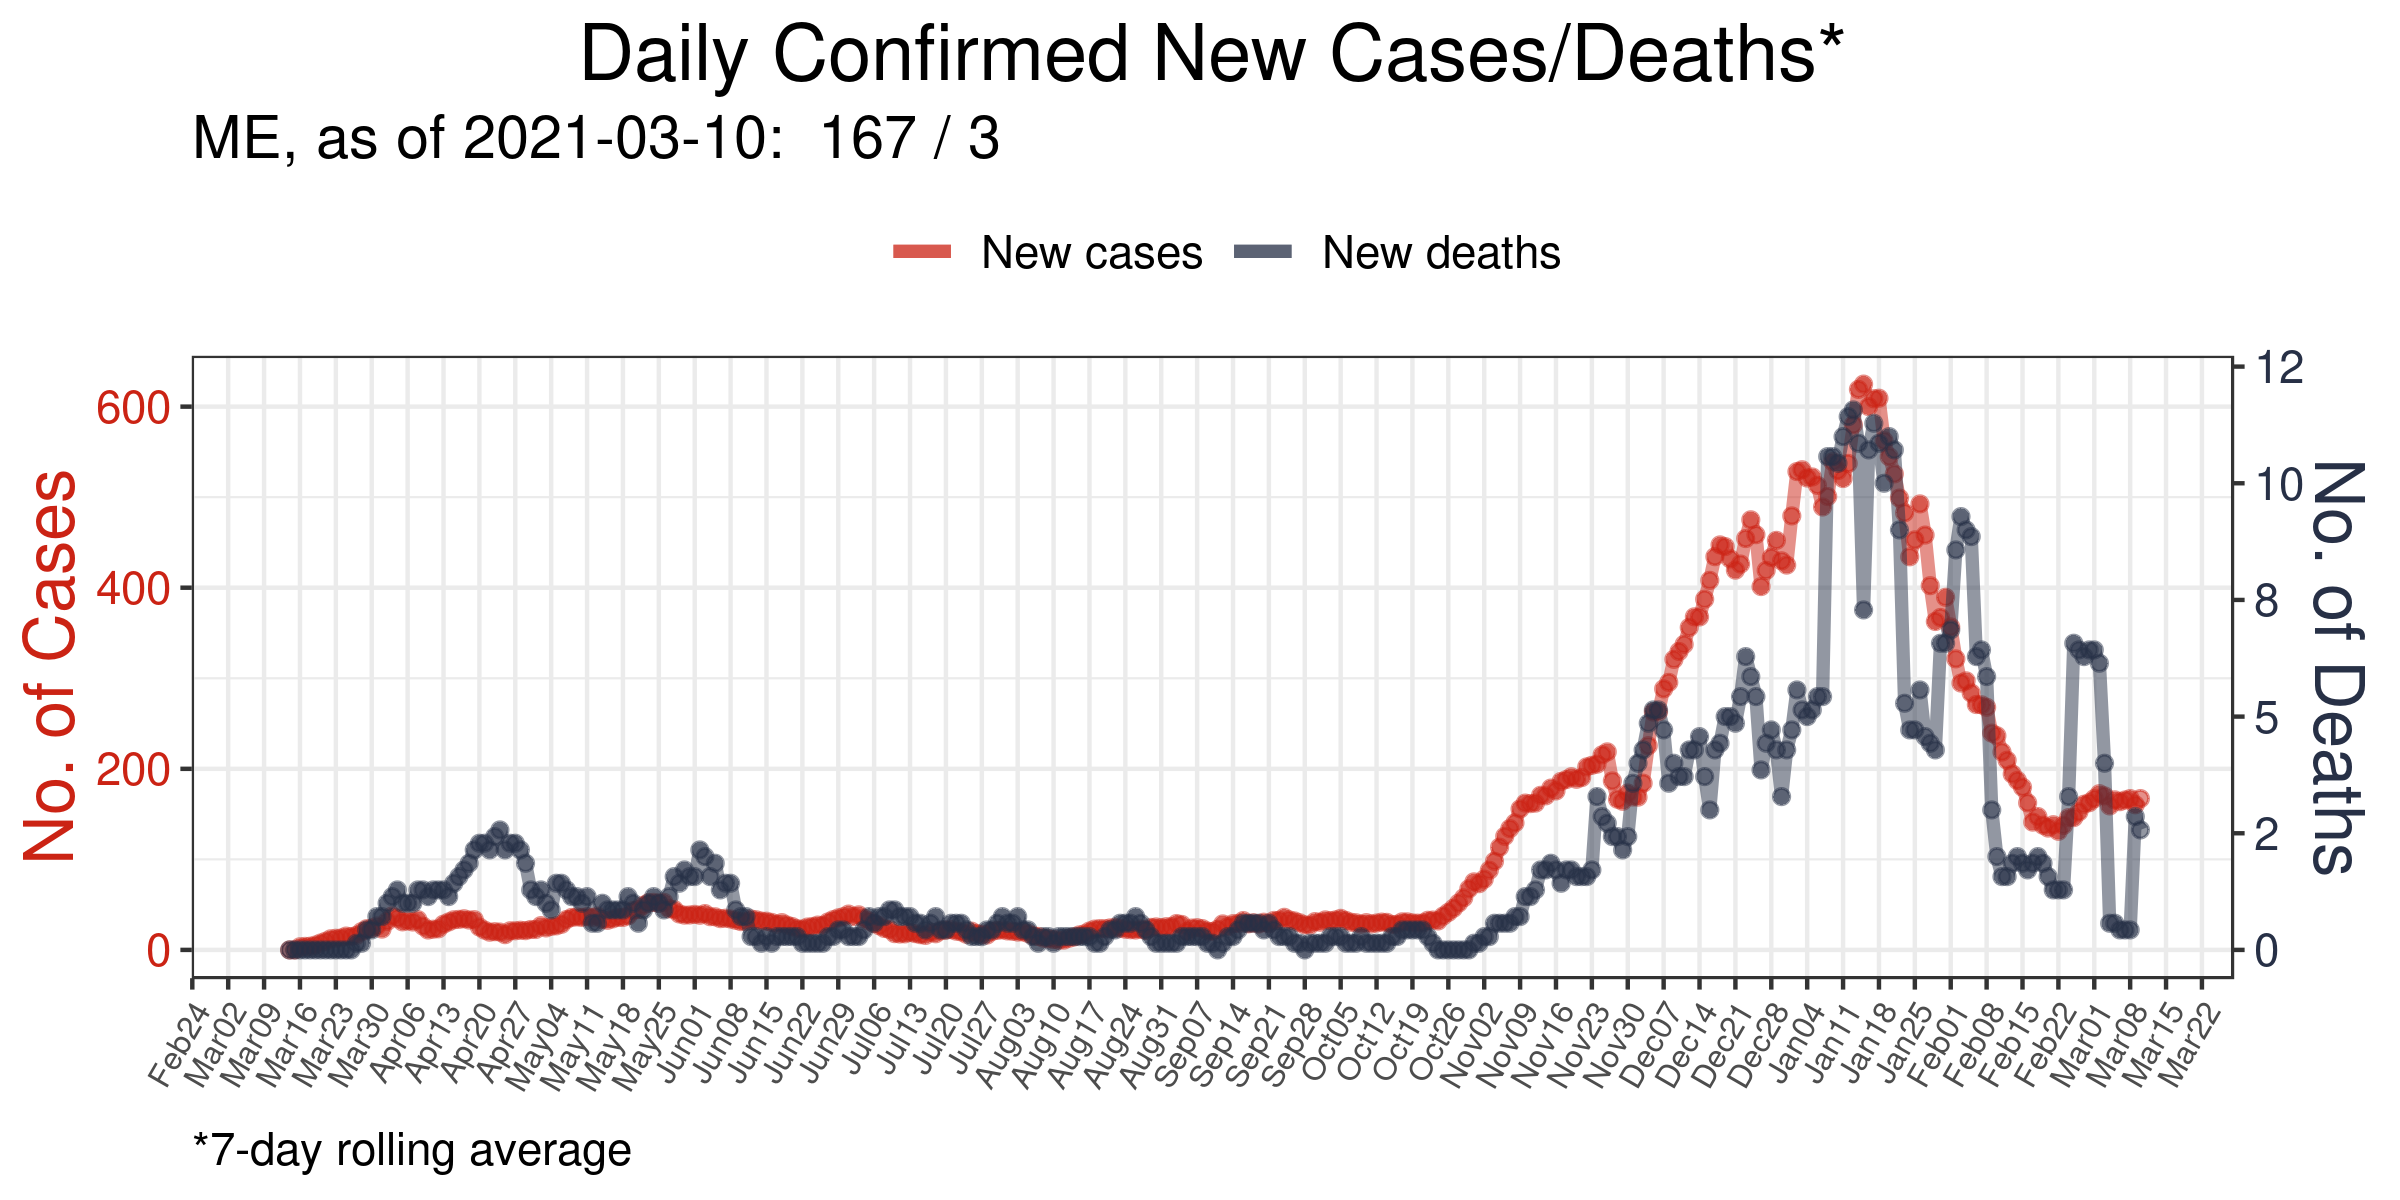 Daily Confirmed New Cases/Deaths*
ME, as of 2021-03-10:  167 / 3
New cases
New deaths
No. of Cases
600
400
200
0
No. of Deaths
12
10
8
5
2
0
Feb24
Mar02
Mar09
Mar16
Mar23
Mar30
Apr06
Apr13
Apr20
Apr27
May04
May11
May18
May25
Jun01
Jun08
Jun15
Jun22
Jun29
Jul06
Jul13
Jul20
Jul27
Aug03
Aug10
Aug17
Aug24
Aug31
Sep07
Sep14
Sep21
Sep28
Oct05
Oct12
Oct19
Oct26
Nov02
Nov09
Nov16
Nov23
Nov30
Dec07
Dec14
Dec21
Dec28
Jan04
Jan11
Jan18
Jan25
Feb01
Feb08
Feb15
Feb22
Mar01
Mar08
Mar15
Mar22
*7-day rolling average